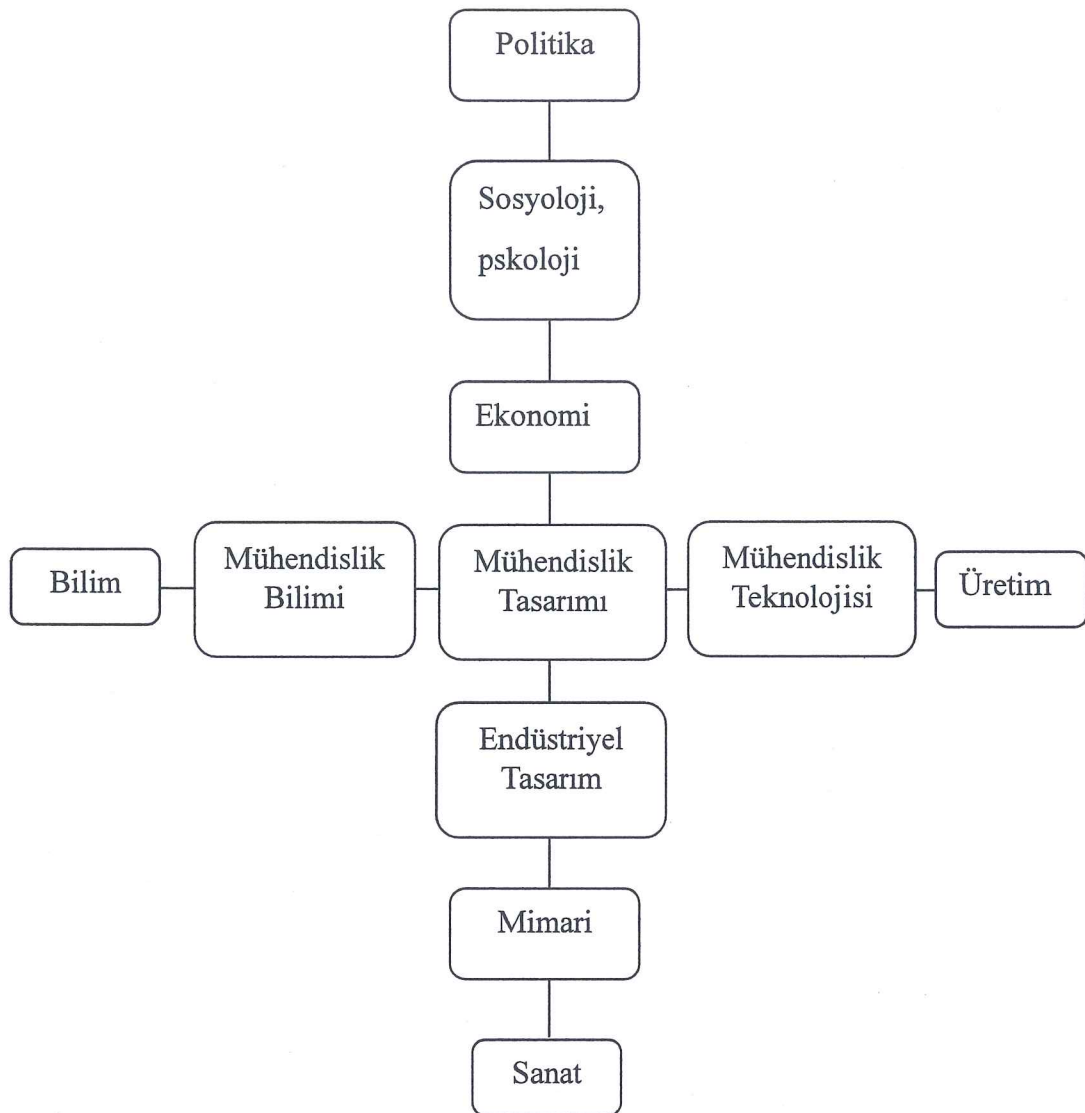 Politika
Sosyoloji,
pskoloji
Ekonomi
Bilim
Mühendislik
Bilimi
Mühendislik
Tasarımı
Mühendislik
Teknolojisi
Üretim
Endüstriyel
Tasarım
Mimari
Sanat